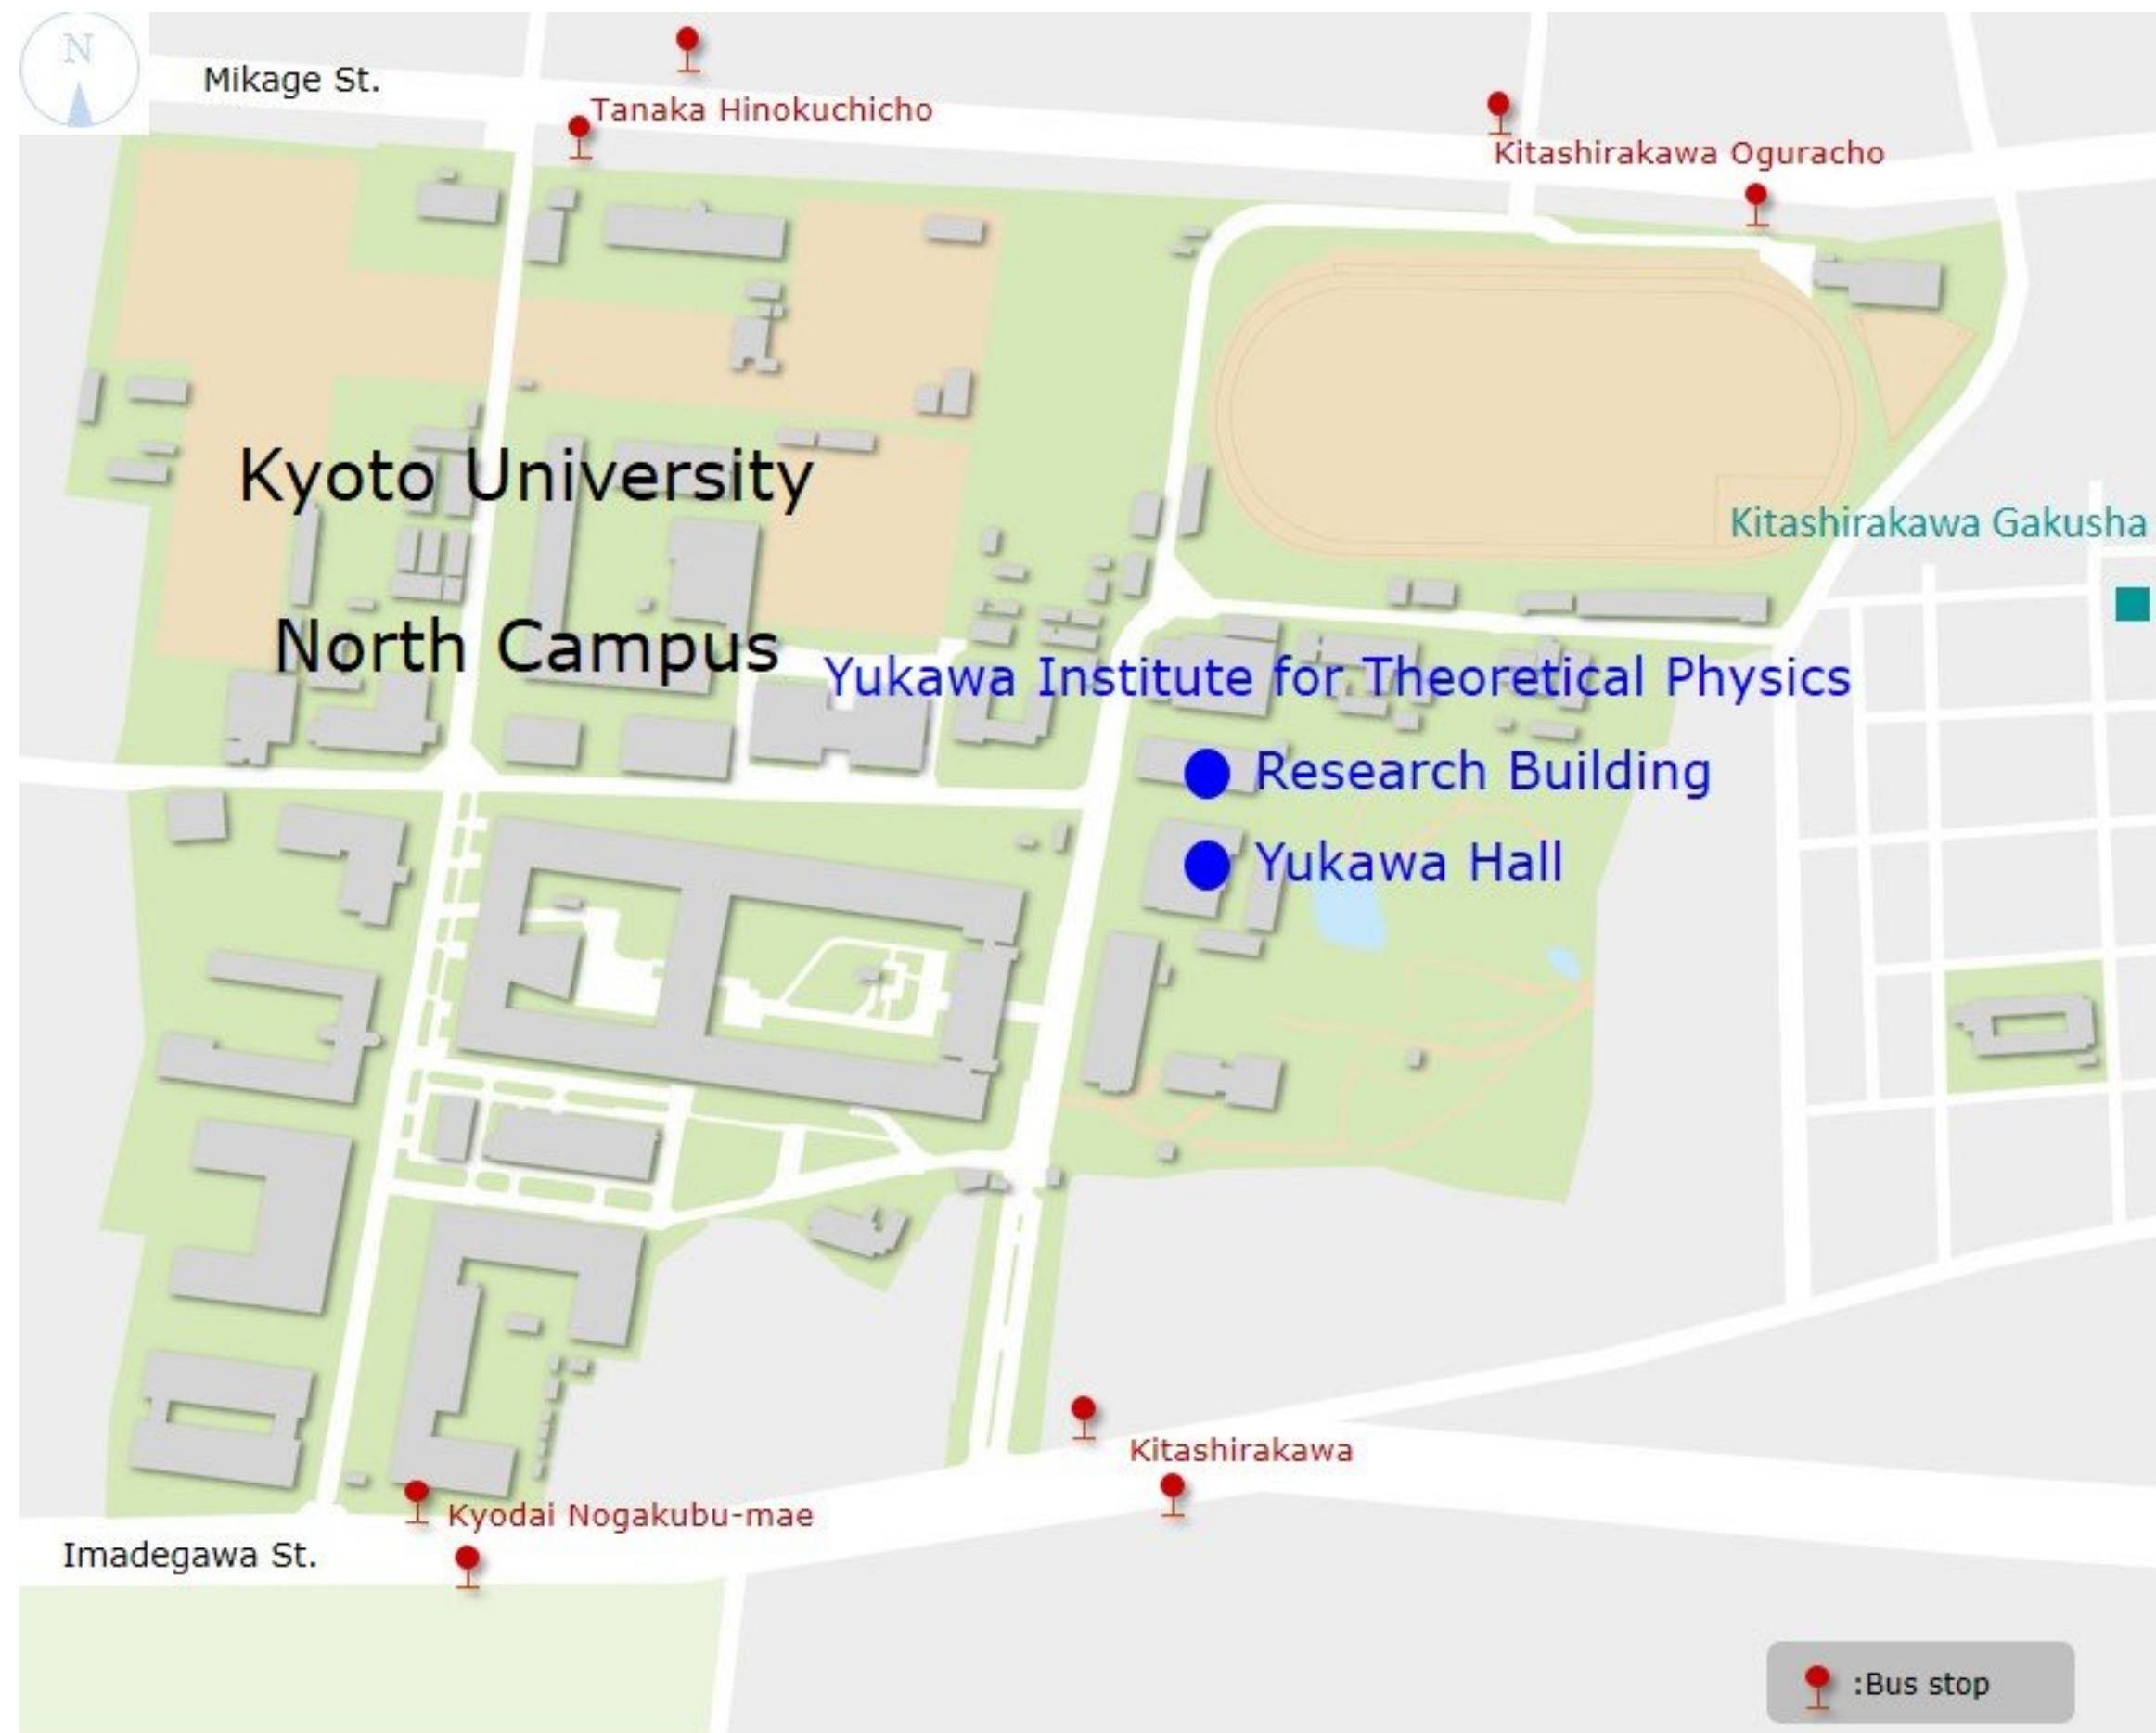 N
Mikage St.
Tanaka Hinokuchicho
Kitashirakawa Oguracho
Kyoto University
Kitashirakawa Gakusha
North Campus
Yukawa Institute for Theoretical Physics
Research Building
Yukawa Hall
Kitashirakawa
Kyodai Nogakubu-mae
Imadegawa St.
:Bus stop